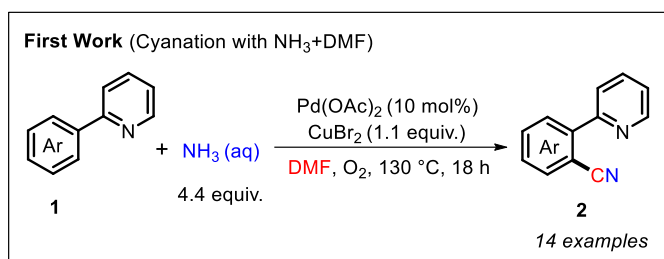 First Work (Cyanation with NH₃+DMF)
Ar
N
1
+
NH₃ (aq)
4.4 equiv.
Pd(OAc)₂ (10 mol%)
CuBr₂ (1.1 equiv.)
DMF, O₂, 130 °C, 18 h
Ar
N
CN
2
14 examples